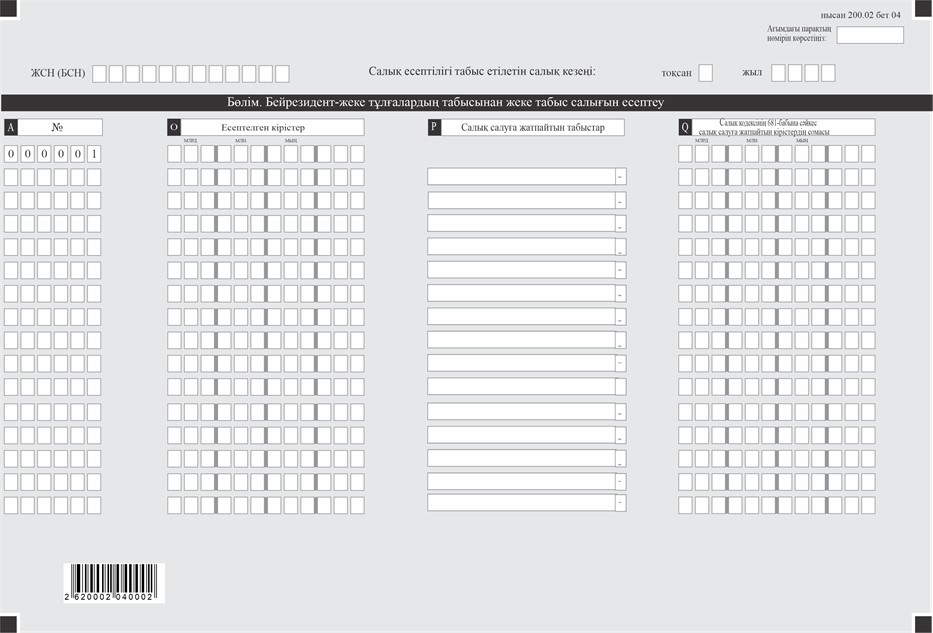 нысан 200.02 бет 04
Ағымдағы парақтың
нөмірін көрсетіңіз:
ЖСН (БСН)
Салық есептілігі табыс етілетін салық кезеңі:
тоқсан
жыл
Бөлім. Бейрезидент-жеке тұлғалардың табысынан жеке табыс салығын есептеу
A
№
O
Есептелген кірістер
P
Салық салуға жатпайтын табыстар
Q
Салық кодексінің 681-бабына сәйкес
салық салуға жатпайтын кірістердің сомасы
МЛРД
МЛН
МЫҢ
МЛРД
МЛН
МЫҢ
0 0 0 0 0 1
2 620002 040002